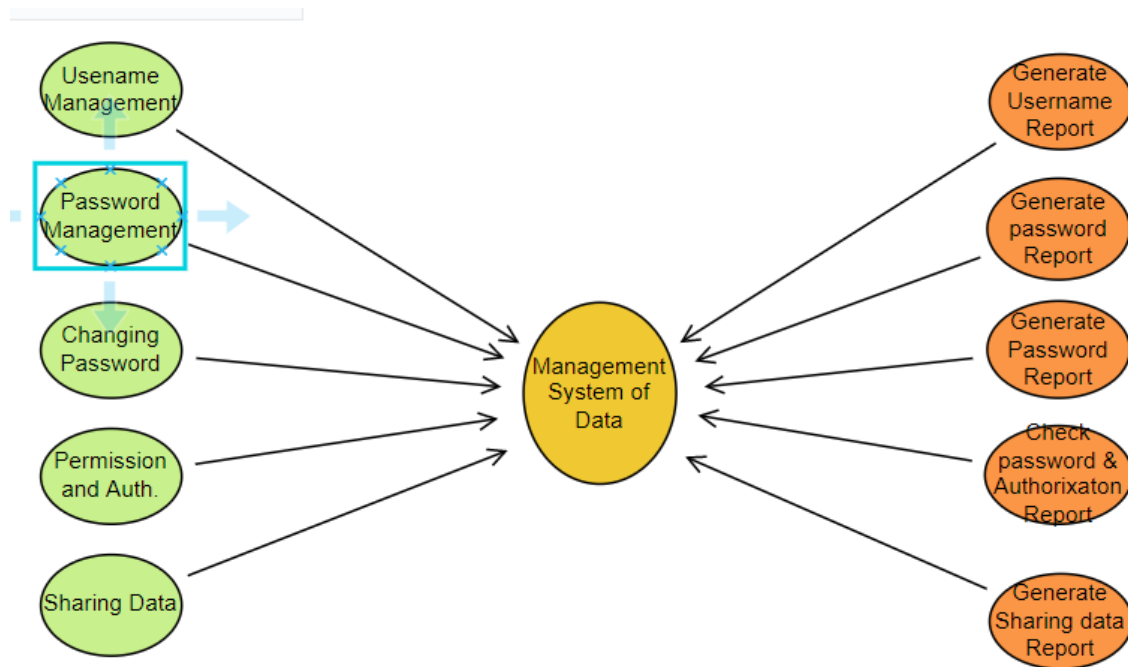 Usename
Management
Password
Management
Changing
Password
Permission
and Auth.
Sharing Data
Management
System of
Data
Generate
Username
Report
Generate
password
Report
Generate
Password
Report
Check
password &
Authorixaton
Report
Generate
Sharing data
Report